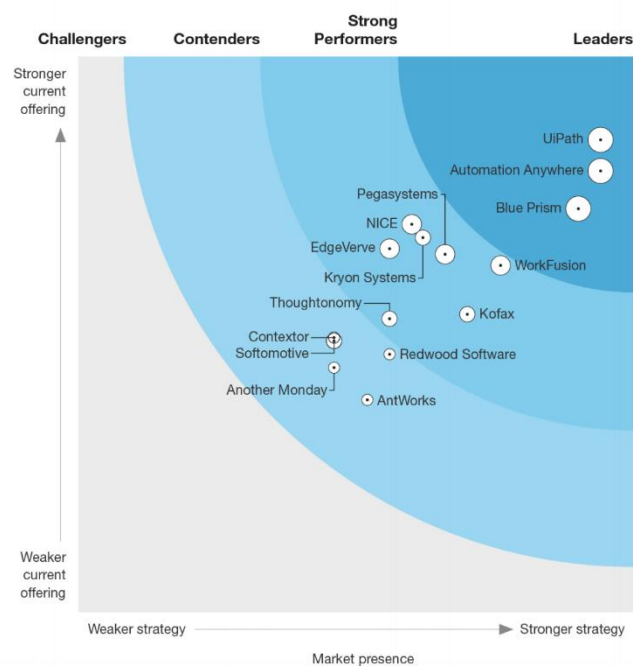 Challengers
Contenders
Strong
Performers
Leaders
Stronger
current
offering
UiPath
Automation Anywhere
Pegasystems
Blue Prism
NICE
EdgeVerve
Kryon Systems
WorkFusion
Thoughtonomy
Kofax
Contextor
Softomotive
Redwood Software
Another Monday
AntWorks
Weaker
current
offering
Weaker strategy
Stronger strategy
Market presence